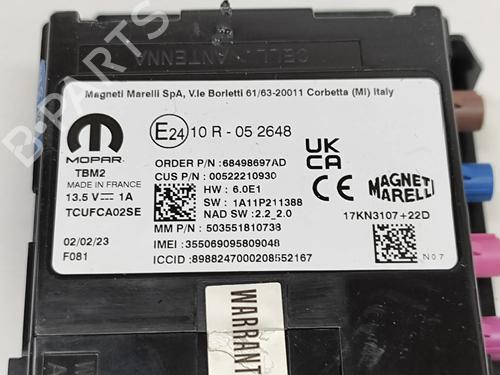 CELL ANTENNA
Magneti Marelli SpA, V.le Borletti 61/63-20011 Corbetta (MI) Italy
MOPAR
E24 10 R - 05 2648
UK
CA
CE
MAGNETI
MARELLI
TBM2
MADE IN FRANCE
13.5 V 1A
TCUFCA02SE
02/02/23
F081
ORDER P/N : 68498697AD
CUS P/N : 00522210930
HW : 6.0E1
SW : 1A11P211388
NAD SW : 2.2_2.0
MM P/N : 503551810738
IMEI : 355069095809048
ICCID : 8988247000208552167
17KN3107+22D
N07
WARRANT
B-PARTS